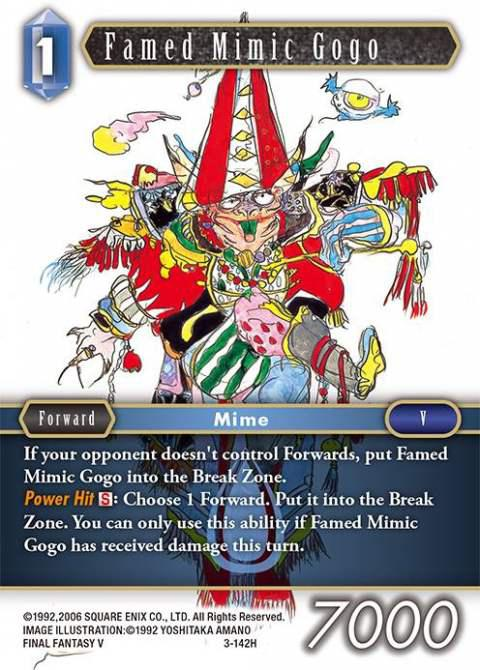 1
Famed Mimic Gogo
Forward
Mime
V
If your opponent doesn't control Forwards, put Famed
Mimic Gogo into the Break Zone.
Power Hit S: Choose 1 Forward. Put it into the Break
Zone. You can only use this ability if Famed Mimic
Gogo has received damage this turn.
©1992,2006 SQUARE ENIX CO., LTD. All Rights Reserved.
IMAGE ILLUSTRATION:©1992 YOSHITAKA AMANO
FINAL FANTASY V 3-142H
7000